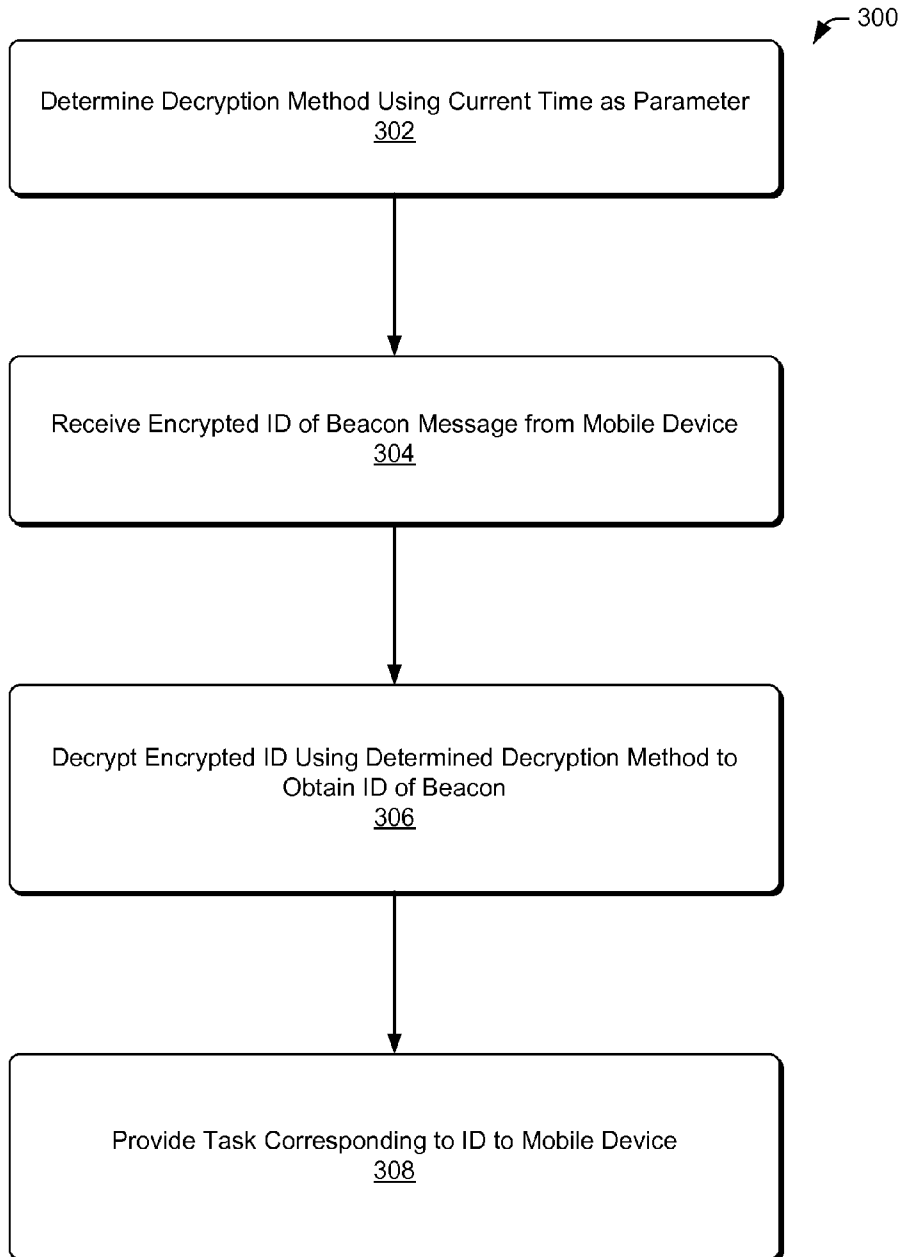 300
Determine Decryption Method Using Current Time as Parameter
302
Receive Encrypted ID of Beacon Message from Mobile Device
304
Decrypt Encrypted ID Using Determined Decryption Method to
Obtain ID of Beacon
306
Provide Task Corresponding to ID to Mobile Device
308